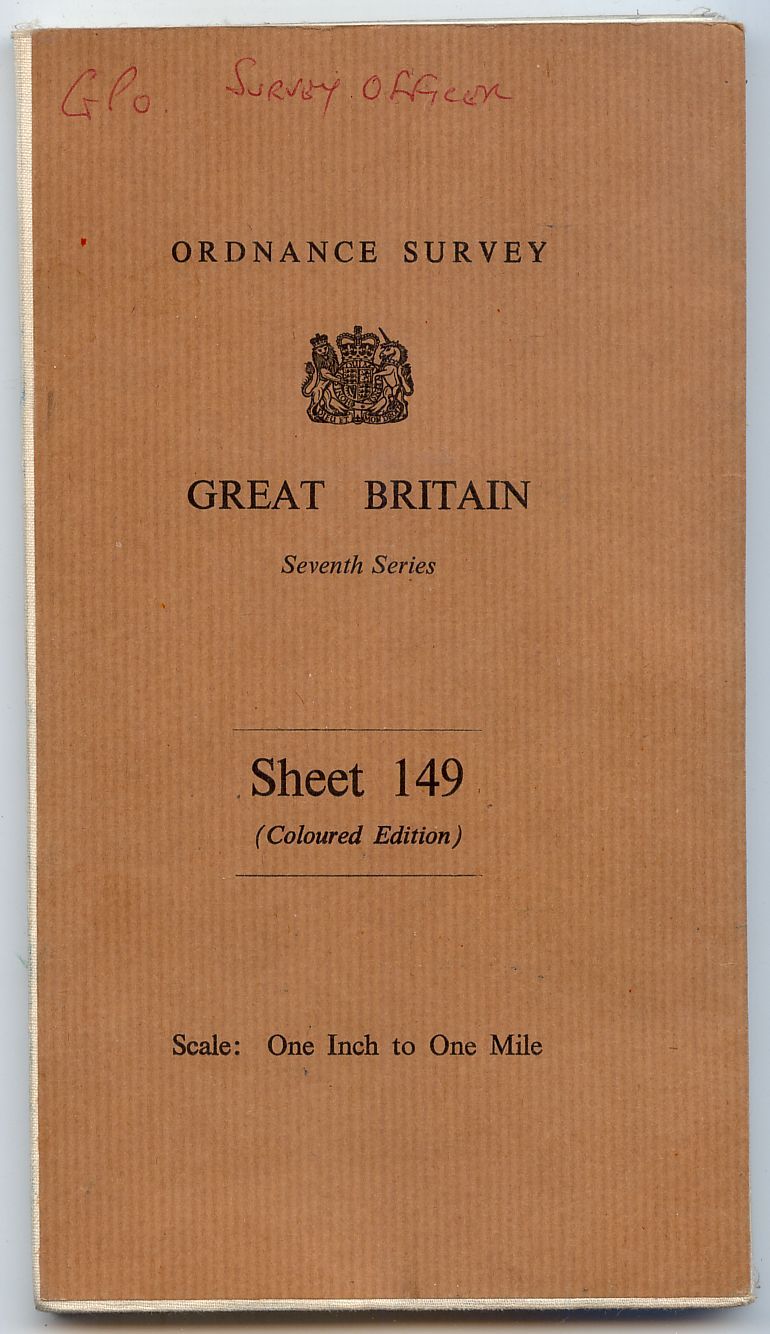 GPO. SURVEY OFFICER
ORDNANCE SURVEY
GREAT BRITAIN
Seventh Series
Sheet 149
(Coloured Edition)
Scale: One Inch to One Mile